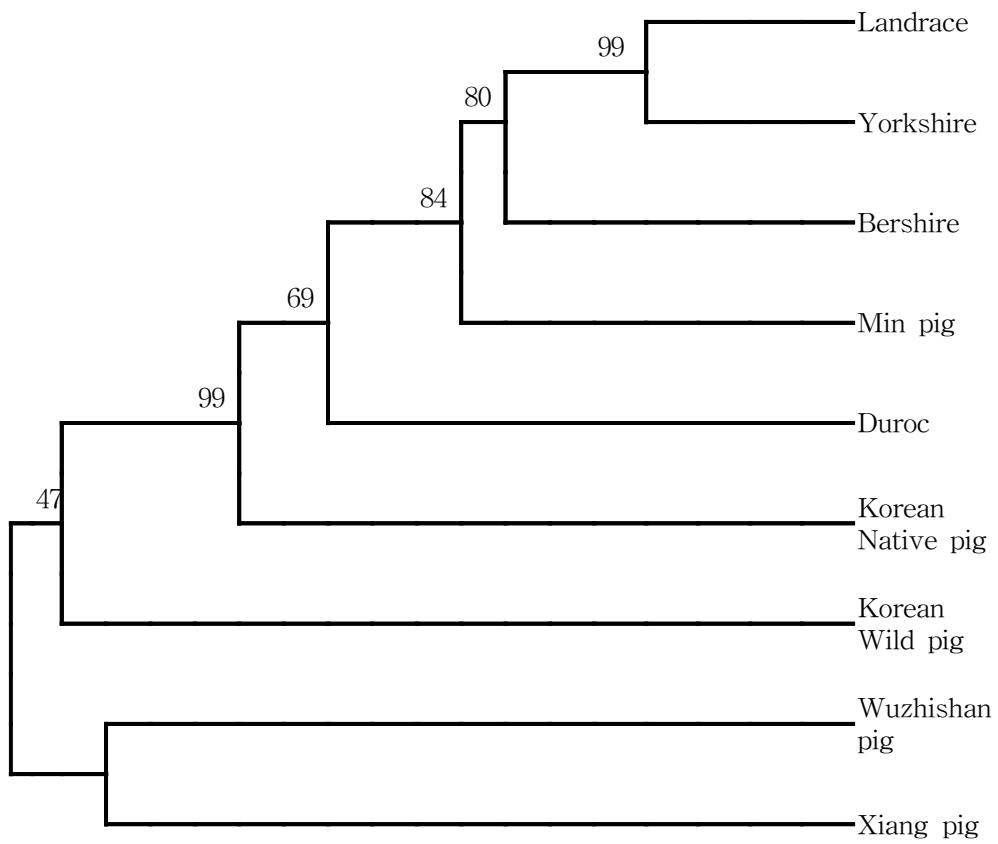 Landrace
99
Yorkshire
80
Bershire
84
Min pig
69
Duroc
99
Korean
Native pig
47
Korean
Wild pig
Wuzhishan
pig
Xiang pig